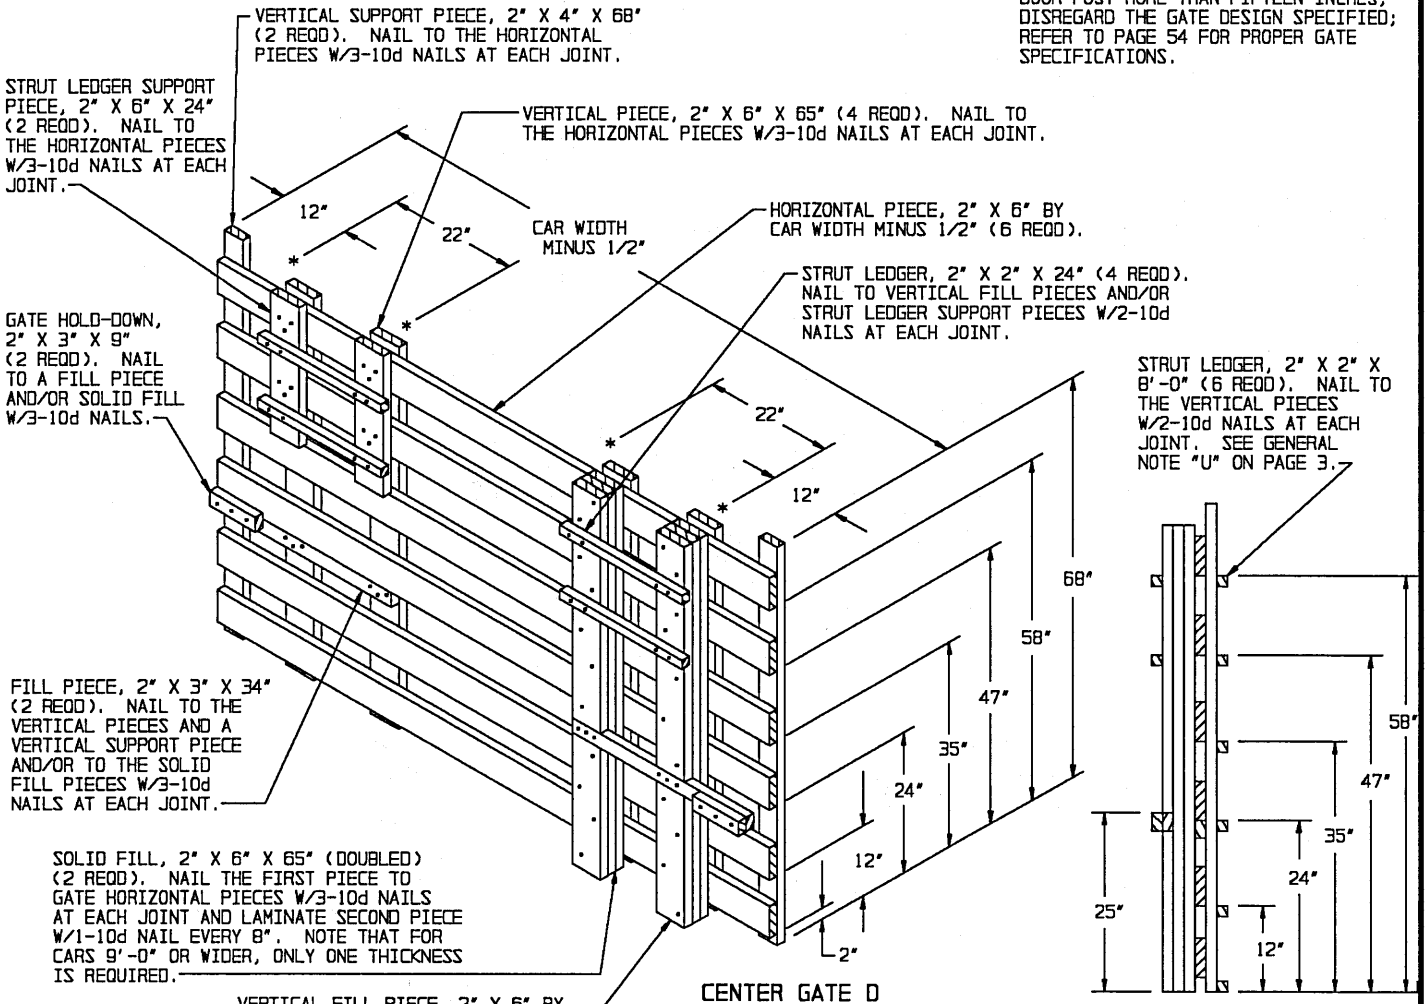 DOOR POST MORE THAN FIFTEEN INCHES,
DISREGARD THE GATE DESIGN SPECIFIED;
REFER TO PAGE 54 FOR PROPER GATE
SPECIFICATIONS.
VERTICAL SUPPORT PIECE, 2" X 4" X 68"
(2 REQD). NAIL TO THE HORIZONTAL
PIECES W/3-10d NAILS AT EACH JOINT.
STRUT LEDGER SUPPORT
PIECE, 2" X 6" X 24"
(2 REQD). NAIL TO
THE HORIZONTAL PIECES
W/3-10d NAILS AT EACH
JOINT.
VERTICAL PIECE, 2" X 6" X 65" (4 REQD). NAIL TO
THE HORIZONTAL PIECES W/3-10d NAILS AT EACH JOINT.
12"
22"
CAR WIDTH
MINUS 1/2"
HORIZONTAL PIECE, 2" X 6" BY
CAR WIDTH MINUS 1/2" (6 REQD).
*
*
STRUT LEDGER, 2" X 2" X 24" (4 REQD).
NAIL TO VERTICAL FILL PIECES AND/OR
STRUT LEDGER SUPPORT PIECES W/2-10d
NAILS AT EACH JOINT.
GATE HOLD-DOWN,
2" X 3" X 9"
(2 REQD). NAIL
TO A FILL PIECE
AND/OR SOLID FILL
W/3-10d NAILS.
STRUT LEDGER, 2" X 2" X
8'-0" (6 REQD). NAIL TO
THE VERTICAL PIECES
W/2-10d NAILS AT EACH
JOINT. SEE GENERAL
NOTE "U" ON PAGE 3.
22"
*
12"
*
68"
58"
47"
35"
24"
12"
2"
58"
47"
35"
24"
12"
25"
FILL PIECE, 2" X 3" X 34"
(2 REQD). NAIL TO THE
VERTICAL PIECES AND A
VERTICAL SUPPORT PIECE
AND/OR TO THE SOLID
FILL PIECES W/3-10d
NAILS AT EACH JOINT.
SOLID FILL, 2" X 6" X 65" (DOUBLED)
(2 REQD). NAIL THE FIRST PIECE TO
GATE HORIZONTAL PIECES W/3-10d NAILS
AT EACH JOINT AND LAMINATE SECOND PIECE
W/1-10d NAIL EVERY 8". NOTE THAT FOR
CARS 9'-0" OR WIDER, ONLY ONE THICKNESS
IS REQUIRED.
CENTER GATE D
VERTICAL FILL PIECE, 2" X 6" BY